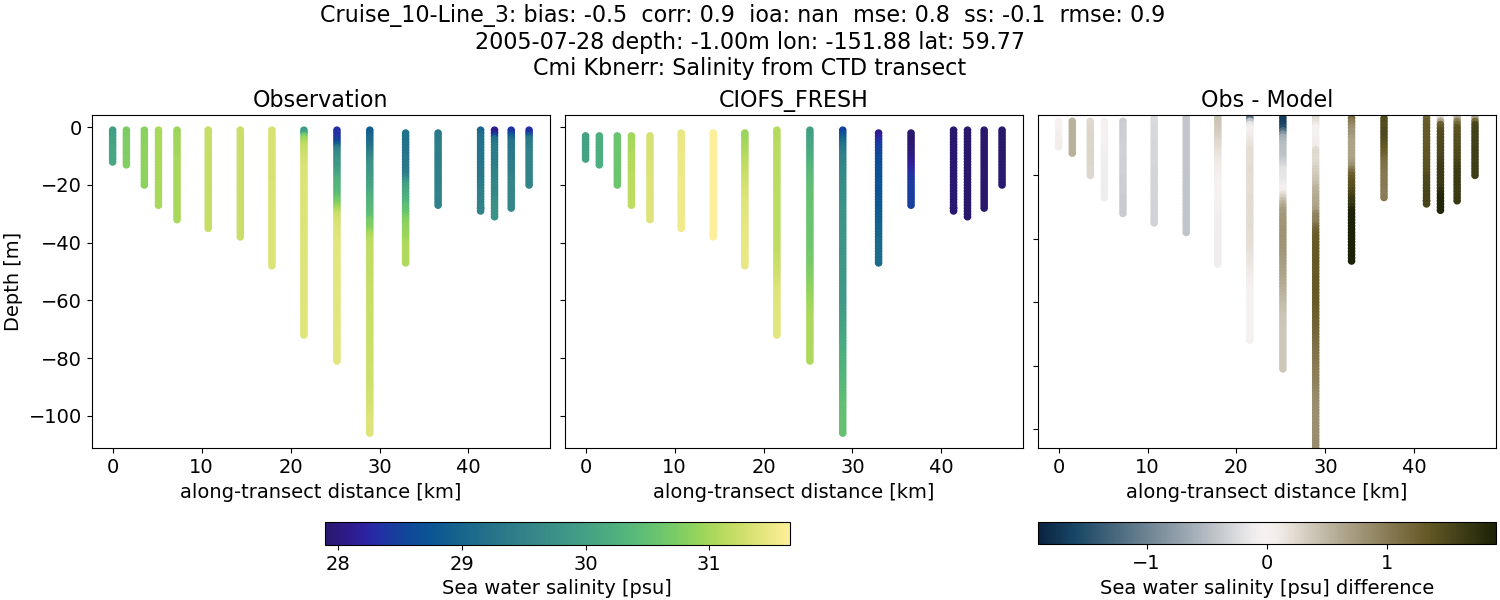 Cruise_10-Line_3: bias: -0.5  corr: 0.9  ioa: nan  mse: 0.8  ss: -0.1  rmse: 0.9
2005-07-28 depth: -1.00m lon: -151.88 lat: 59.77
Cmi Kbnerr: Salinity from CTD transect
Observation
CIOFS_FRESH
Obs - Model
Depth [m]
0
−20
−40
−60
−80
−100
0 10 20 30 40
0 10 20 30 40
0 10 20 30 40
along-transect distance [km]
along-transect distance [km]
along-transect distance [km]
28 29 30 31
Sea water salinity [psu]
−1 0 1
Sea water salinity [psu] difference